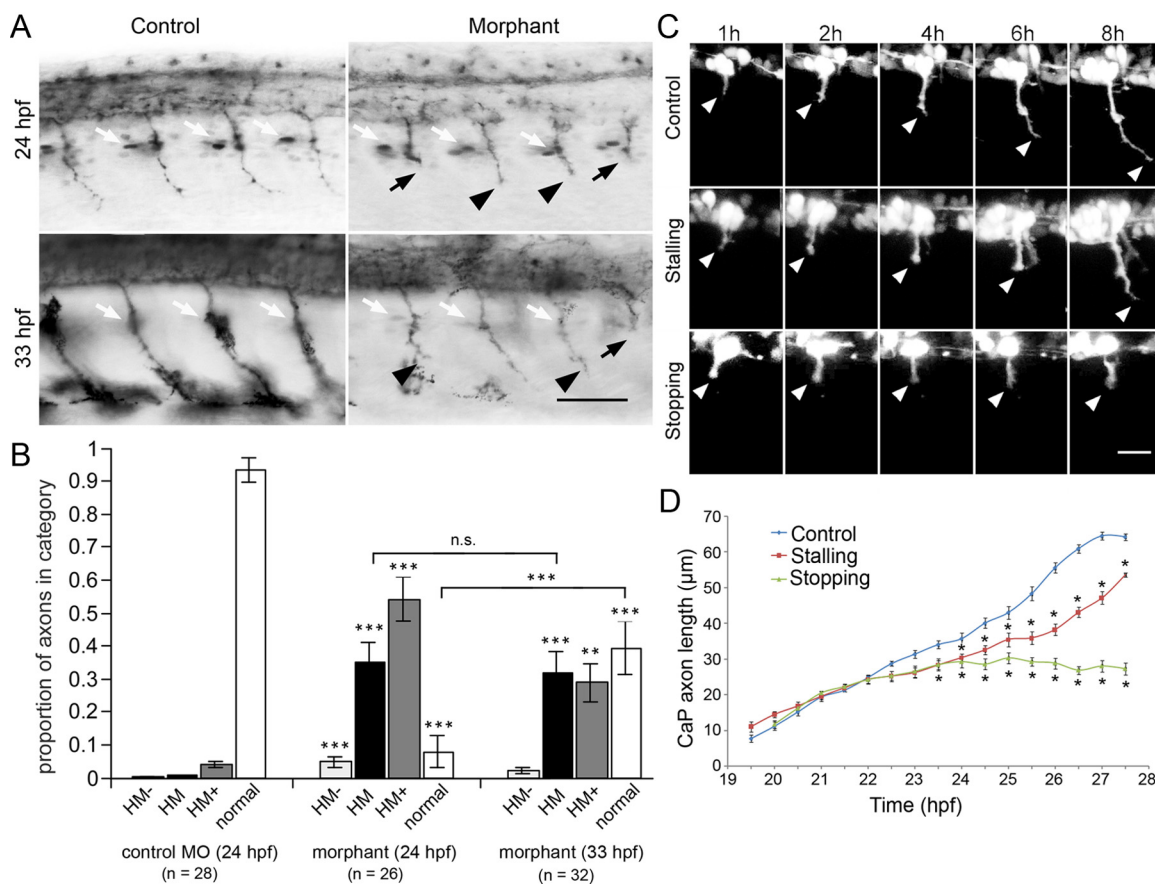 A
Control
Morphant
24 hpf
33 hpf
B
proportion of axons in category
1
0.9
0.8
0.7
0.6
0.5
0.4
0.3
0.2
0.1
0
n.s.
***
***
***
***
***
***
**
***
HM-
HM
HM+
normal
HM-
HM
HM+
normal
HM-
HM
HM+
normal
control MO (24 hpf)
(n = 28)
morphant (24 hpf)
(n = 26)
morphant (33 hpf)
(n = 32)
C
1h
2h
4h
6h
8h
Control
Stalling
Stopping
D
CaP axon length (µm)
70
60
50
40
30
20
10
0
Control
Stalling
Stopping
* * * * * * * *
* * * * * * * * *
19 20 21 22 23 24 25 26 27 28
Time (hpf)